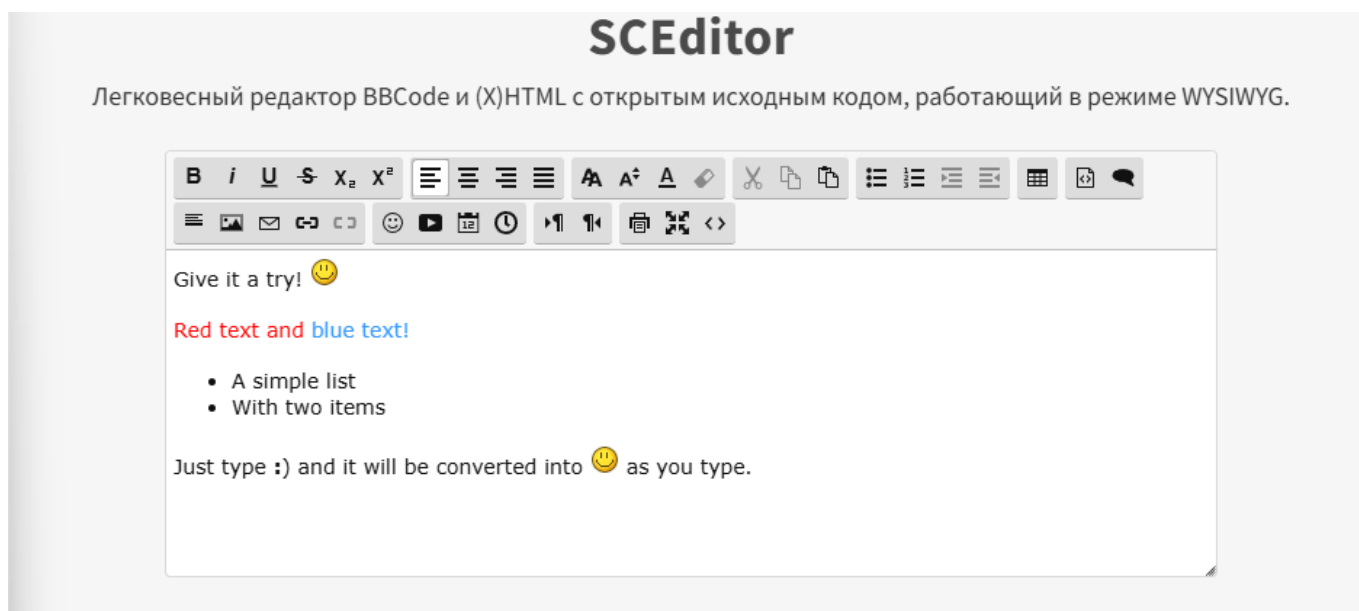 SCEditor
Легковесный редактор BBCode и (X)HTML с открытым исходным кодом, работающий в режиме WYSIWYG.
Give it a try!
Red text and blue text!
• A simple list
• With two items
Just type :) and it will be converted into as you type.